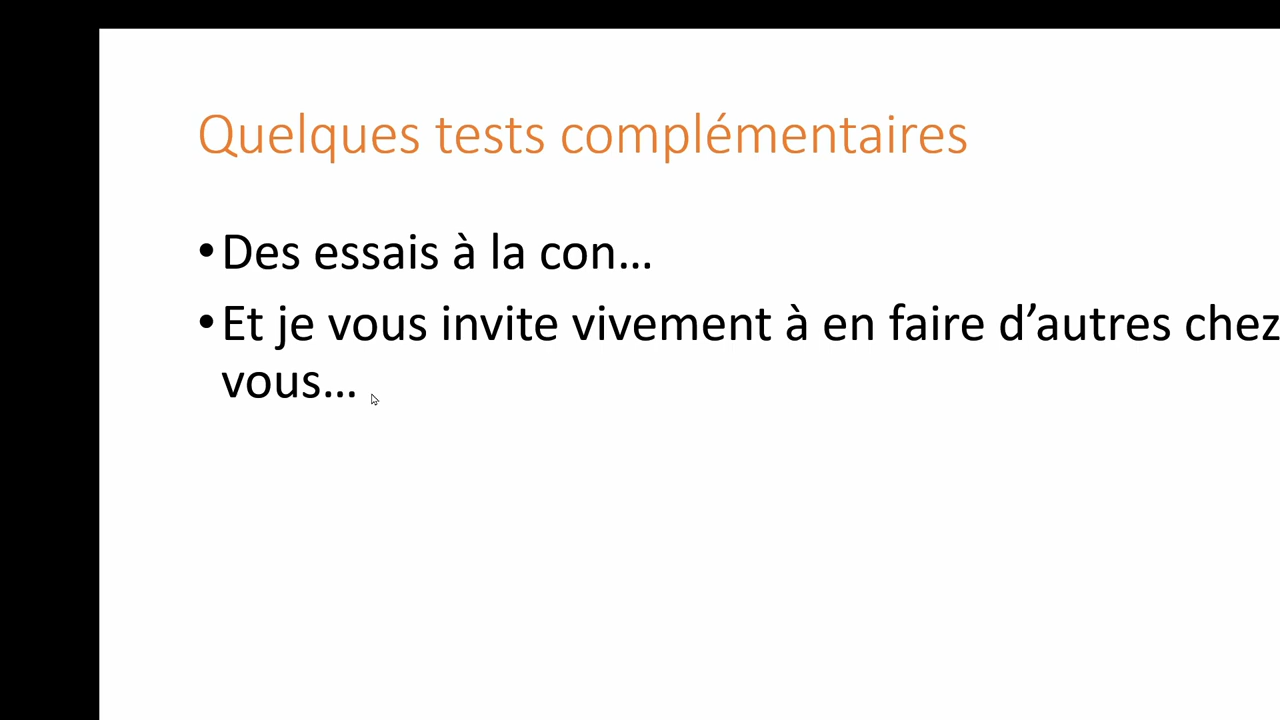 Quelques tests complémentaires
•Des essais à la con…
•Et je vous invite vivement à en faire d’autres chez
vous…